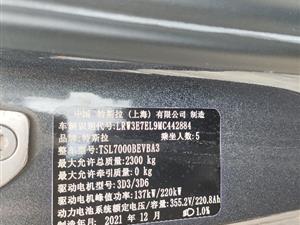 中国 特斯拉 (上海) 有限公司 制造
车辆识别代号: LRW3E7EL9MC442884
品牌: 特斯拉 乘坐人数: 5
整车型号: TSL7000BEVBA3
最大允许总质量: 2300 kg
最大允许牵引质量: 0 kg
驱动电机型号: 3D3/3D6
驱动电机峰值功率: 137kW/220kW
动力电池系统额定电压/容量: 355.2V/220.8Ah
制造年月: 2021 年 12 月 1.0%